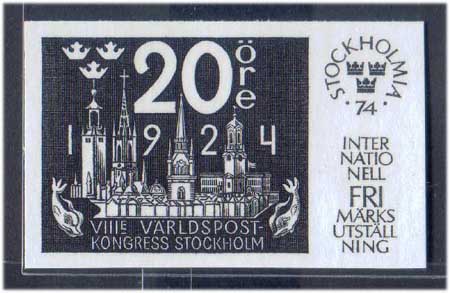 20 öre
1924
VIIIE VÄRLDSPOST-
KONGRESS STOCKHOLM
STOCKHOLMIA
· 74 ·
INTER
NATIO
NELL
FRI
MÄRKS
UTSTÄLL
NING